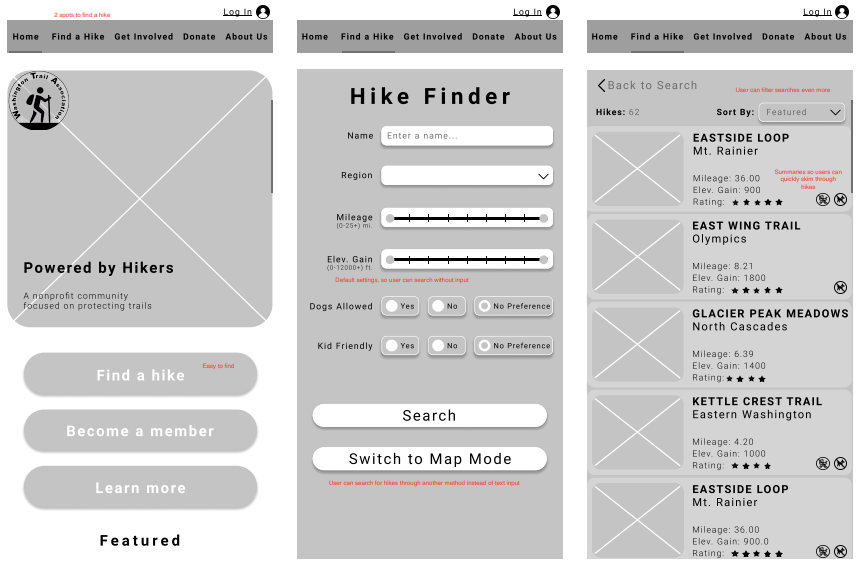 2 spots to find a hike
Log In
Home Find a Hike Get Involved Donate About Us
Washington Trail Association
Powered by Hikers
A nonprofit community
focused on protecting trails
Find a hike
Easy to find
Become a member
Learn more
Featured
Log In
Home Find a Hike Get Involved Donate About Us
Hike Finder
Name Enter a name...
Region
Mileage
(0-25+) mi.
Elev. Gain
(0-12000+) ft.
Default settings, so user can search without input
Dogs Allowed Yes No No Preference
Kid Friendly Yes No No Preference
Search
Switch to Map Mode
User can search for hikes through another method instead of text input
Log In
Home Find a Hike Get Involved Donate About Us
Back to Search
User can filter searches even more
Hikes: 62 Sort By: Featured
EASTSIDE LOOP
Mt. Rainier
Summaries so users can
quickly skim through
hikes
Mileage: 36.00
Elev. Gain: 900
Rating:
EAST WING TRAIL
Olympics
Mileage: 8.21
Elev. Gain: 1800
Rating:
GLACIER PEAK MEADOWS
North Cascades
Mileage: 6.39
Elev. Gain: 1400
Rating:
KETTLE CREST TRAIL
Eastern Washington
Mileage: 4.20
Elev. Gain: 1000
Rating:
EASTSIDE LOOP
Mt. Rainier
Mileage: 36.00
Elev. Gain: 900.0
Rating: